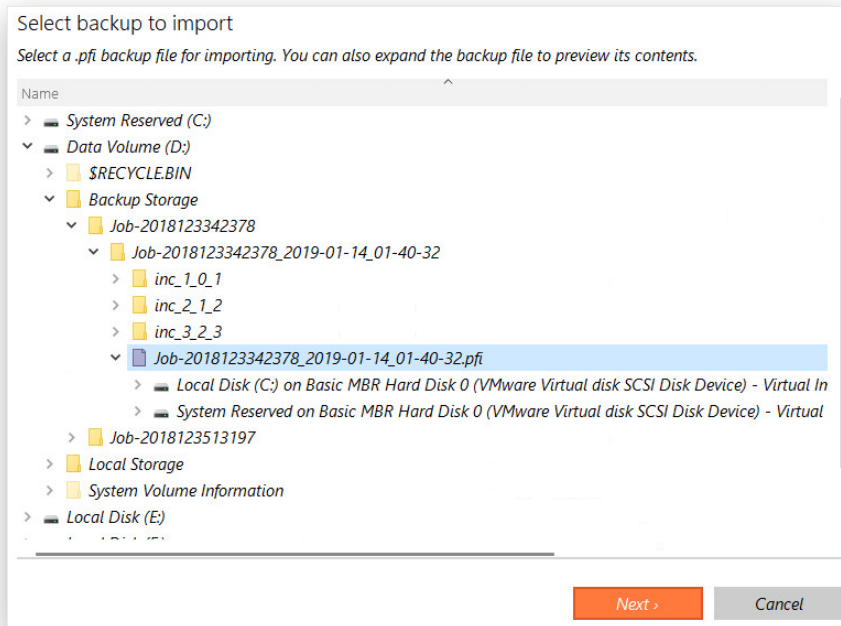 Select backup to import
Select a .pfi backup file for importing. You can also expand the backup file to preview its contents.
Name
System Reserved (C:)
Data Volume (D:)
$RECYCLE.BIN
Backup Storage
Job-2018123342378
Job-2018123342378_2019-01-14_01-40-32
inc_1_0_1
inc_2_1_2
inc_3_2_3
Job-2018123342378_2019-01-14_01-40-32.pfi
Local Disk (C:) on Basic MBR Hard Disk 0 (VMware Virtual disk SCSI Disk Device) - Virtual In
System Reserved on Basic MBR Hard Disk 0 (VMware Virtual disk SCSI Disk Device) - Virtual
Job-2018123513197
Local Storage
System Volume Information
Local Disk (E:)
Next ›
Cancel